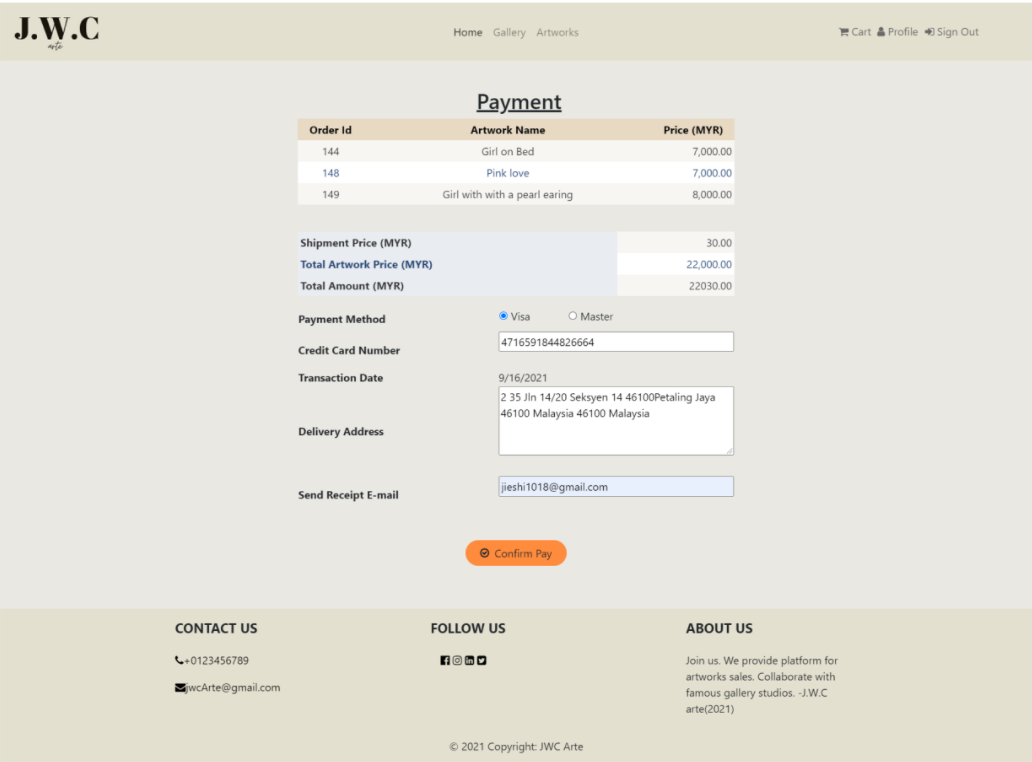 J.W.C
arte
Home Gallery Artworks
Cart Profile Sign Out
Payment
Order Id Artwork Name Price (MYR)
144 Girl on Bed 7,000.00
148 Pink love 7,000.00
149 Girl with with a pearl earing 8,000.00
Shipment Price (MYR) 30.00
Total Artwork Price (MYR) 22,000.00
Total Amount (MYR) 22030.00
Payment Method Visa Master
Credit Card Number 4716591844826664
Transaction Date 9/16/2021
Delivery Address 2 35 Jln 14/20 Seksyen 14 46100Petaling Jaya
46100 Malaysia 46100 Malaysia
Send Receipt E-mail jieshi1018@gmail.com
Confirm Pay
CONTACT US
+0123456789
jwcArte@gmail.com
FOLLOW US
ABOUT US
Join us. We provide platform for
artworks sales. Collaborate with
famous gallery studios. -J.W.C
arte(2021)
© 2021 Copyright: JWC Arte